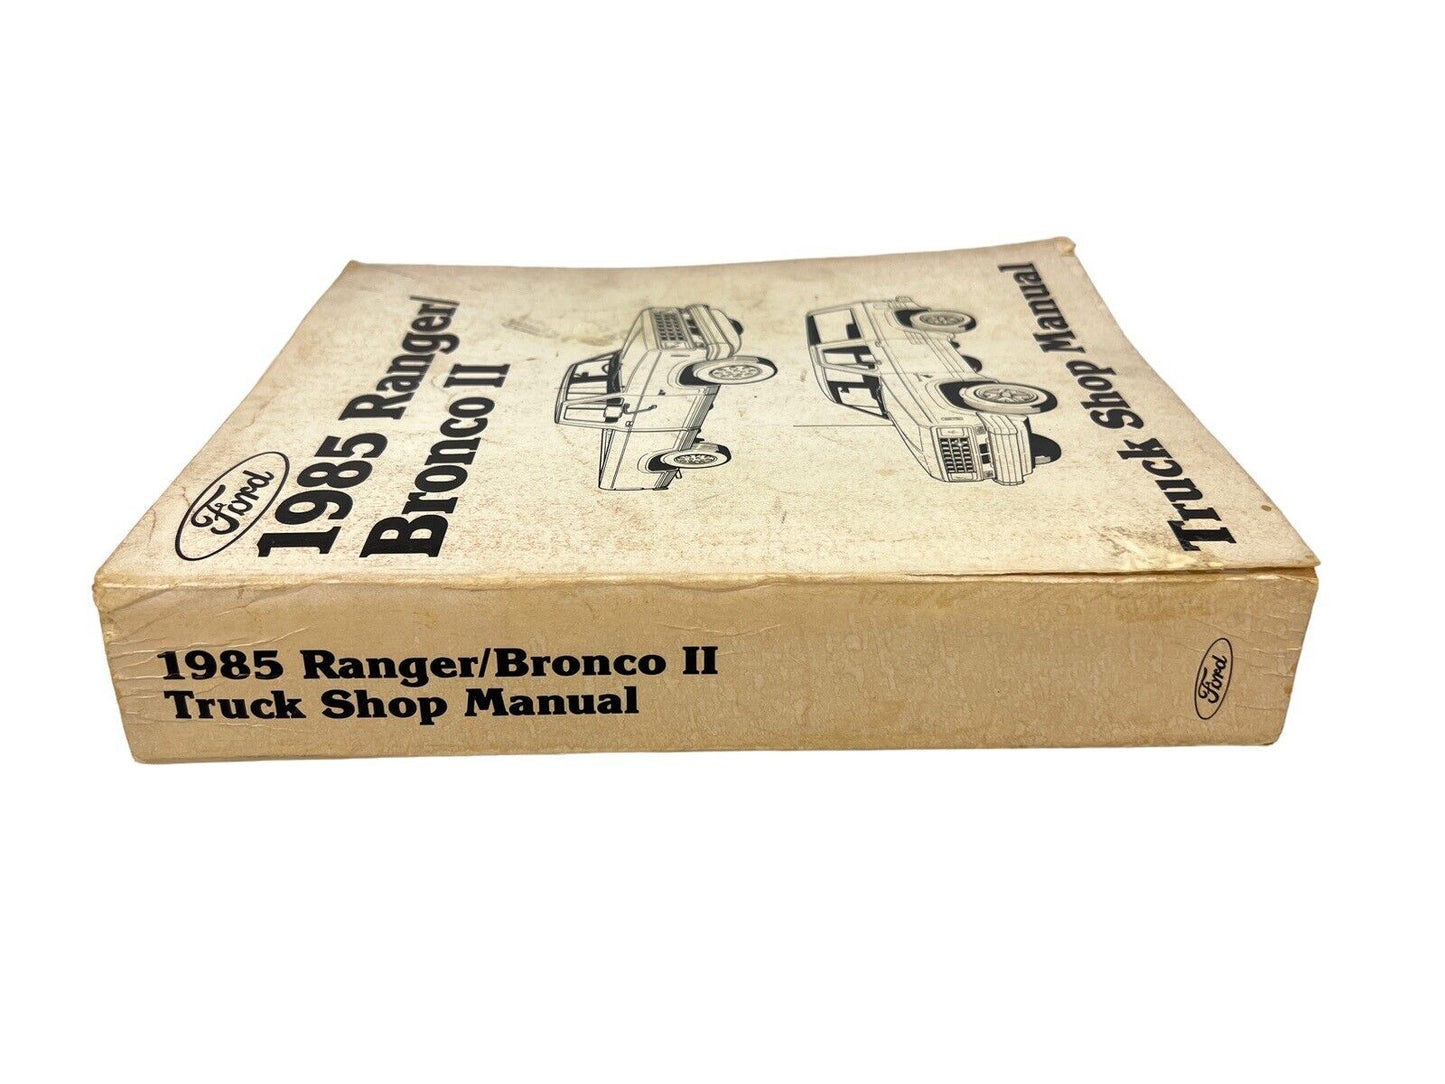 Ford
1985 Ranger/
Bronco II
Truck Shop Manual
1985 Ranger/Bronco II
Truck Shop Manual
Ford